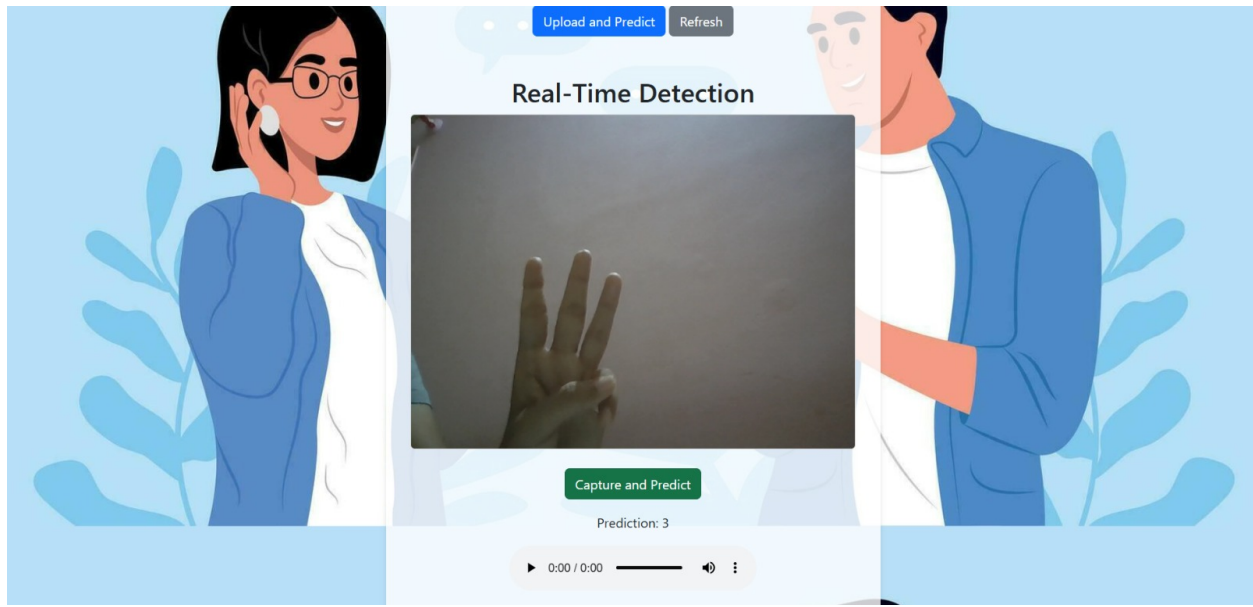 Upload and Predict Refresh
Real-Time Detection
Capture and Predict
Prediction: 3
0:00 / 0:00